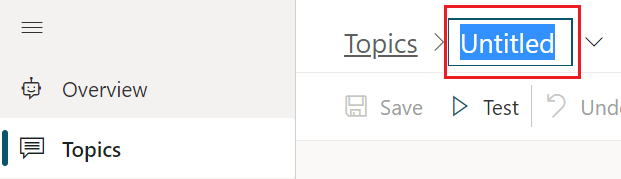 Topics > Untitled
Overview
Save Test Undo
Topics